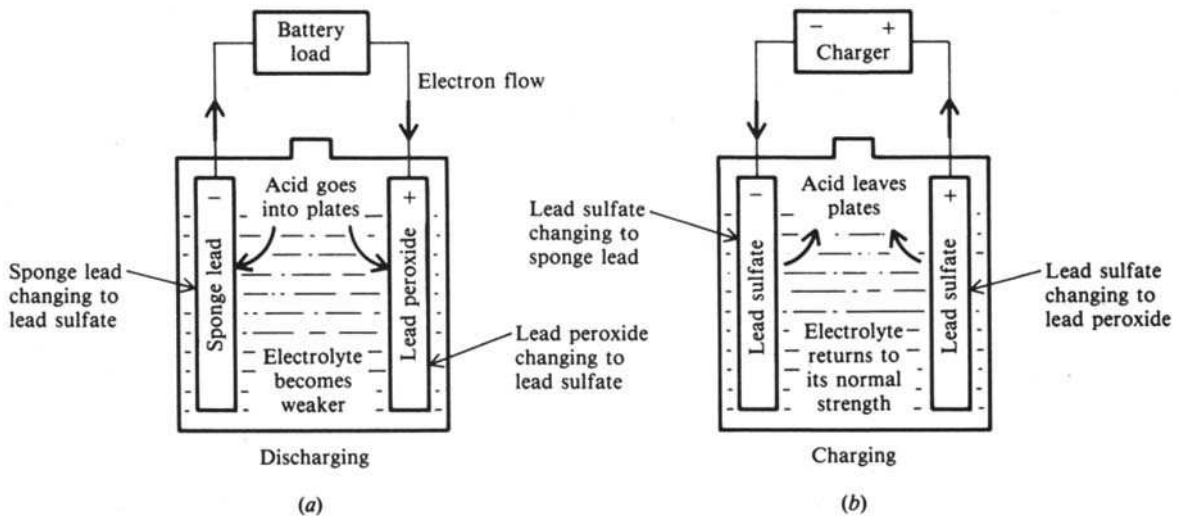 Battery
load
Electron flow
−
Acid goes
into plates
+
Sponge lead
Lead peroxide
Sponge lead
changing to
lead sulfate
Lead peroxide
changing to
lead sulfate
Electrolyte
becomes
weaker
Discharging
(a)
− +
Charger
−
Acid leaves
plates
+
Lead sulfate
changing to
sponge lead
Lead sulfate
Lead sulfate
Lead sulfate
changing to
lead peroxide
Electrolyte
returns to
its normal
strength
Charging
(b)